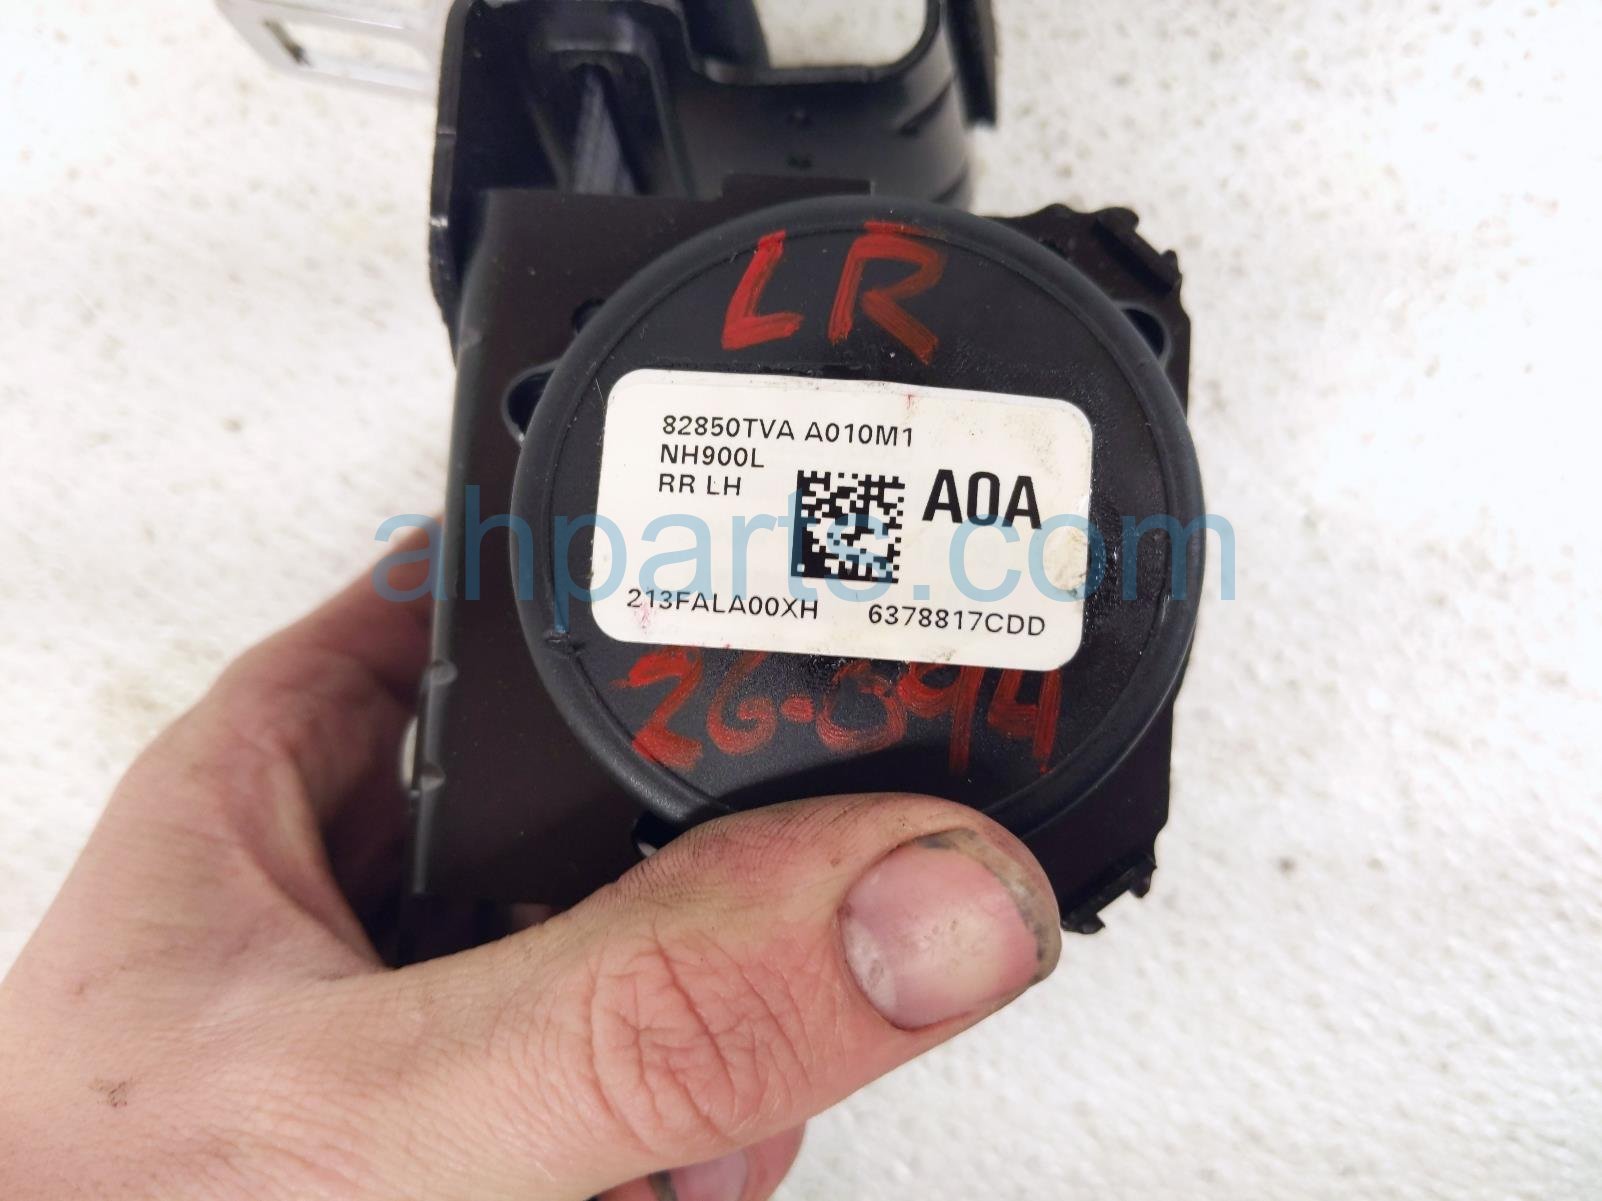 LR
82850TVA A010M1
NH900L
RR LH
A0A
ahparts.com
213FALA00XH 6378817CDD
26.894